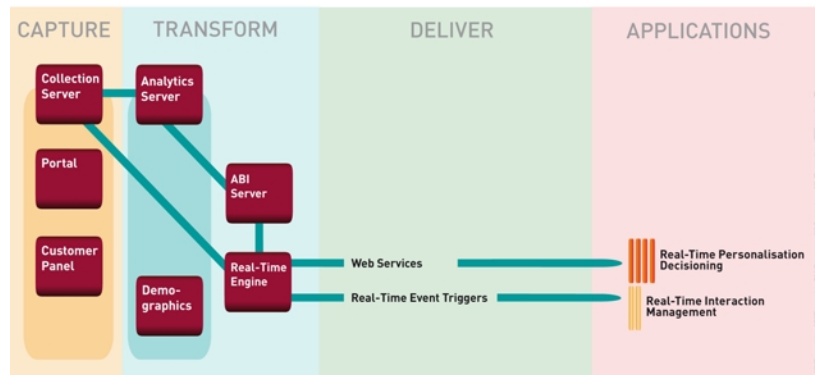 CAPTURE
TRANSFORM
DELIVER
APPLICATIONS
Collection
Server
Analytics
Server
Portal
ABI
Server
Customer
Panel
Real-Time
Engine
Demo-
graphics
Web Services
Real-Time Event Triggers
Real-Time Personalisation
Decisioning
Real-Time Interaction
Management